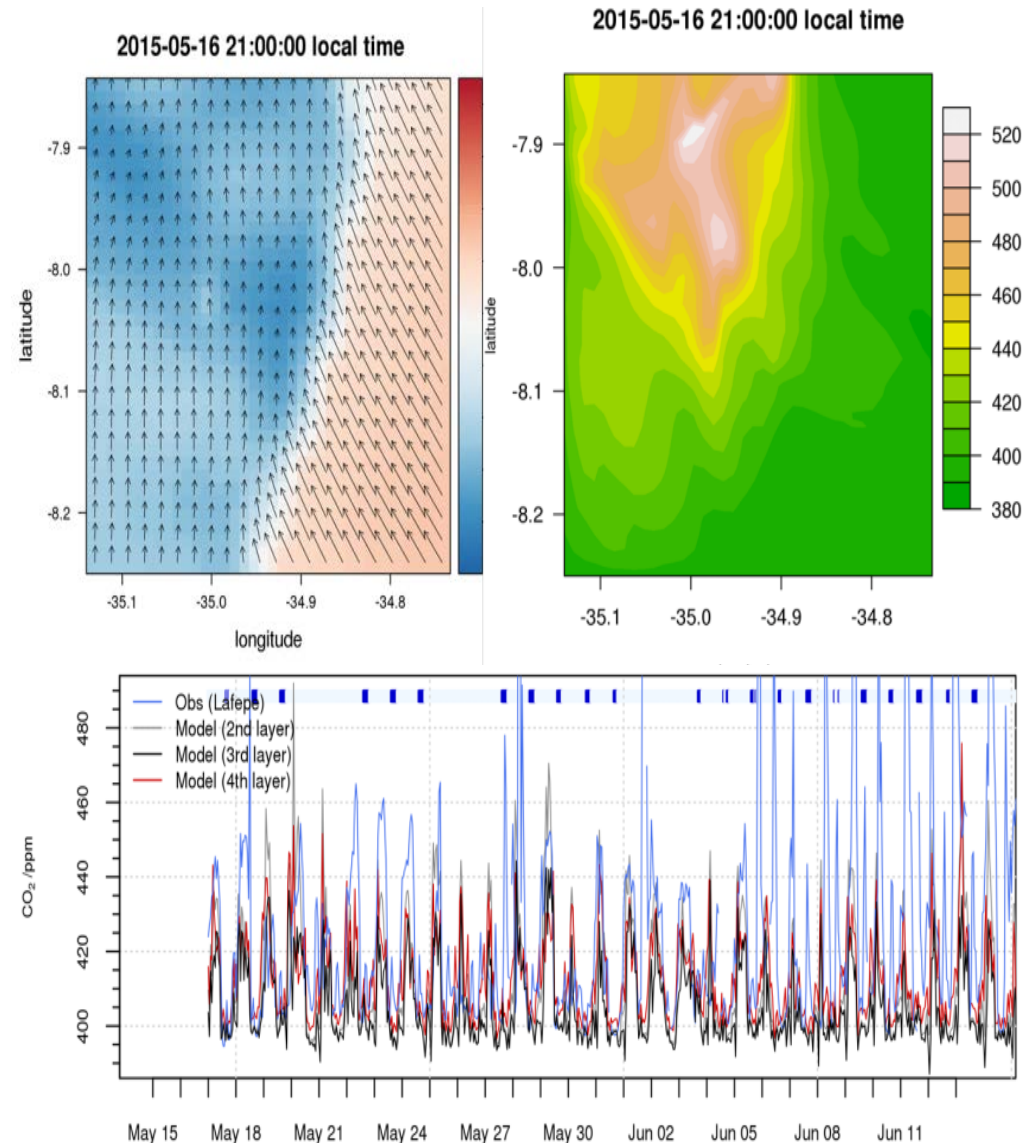 2015-05-16 21:00:00 local time
latitude
-7.9
-8.0
-8.1
-8.2
-35.1
-35.0
-34.9
-34.8
longitude
2015-05-16 21:00:00 local time
latitude
-7.9
-8.0
-8.1
-8.2
-35.1
-35.0
-34.9
-34.8
520
500
480
460
440
420
400
380
Obs (Lafepe)
Model (2nd layer)
Model (3rd layer)
Model (4th layer)
CO₂ /ppm
480
460
440
420
400
May 15 May 18 May 21 May 24 May 27 May 30 Jun 02 Jun 05 Jun 08 Jun 11